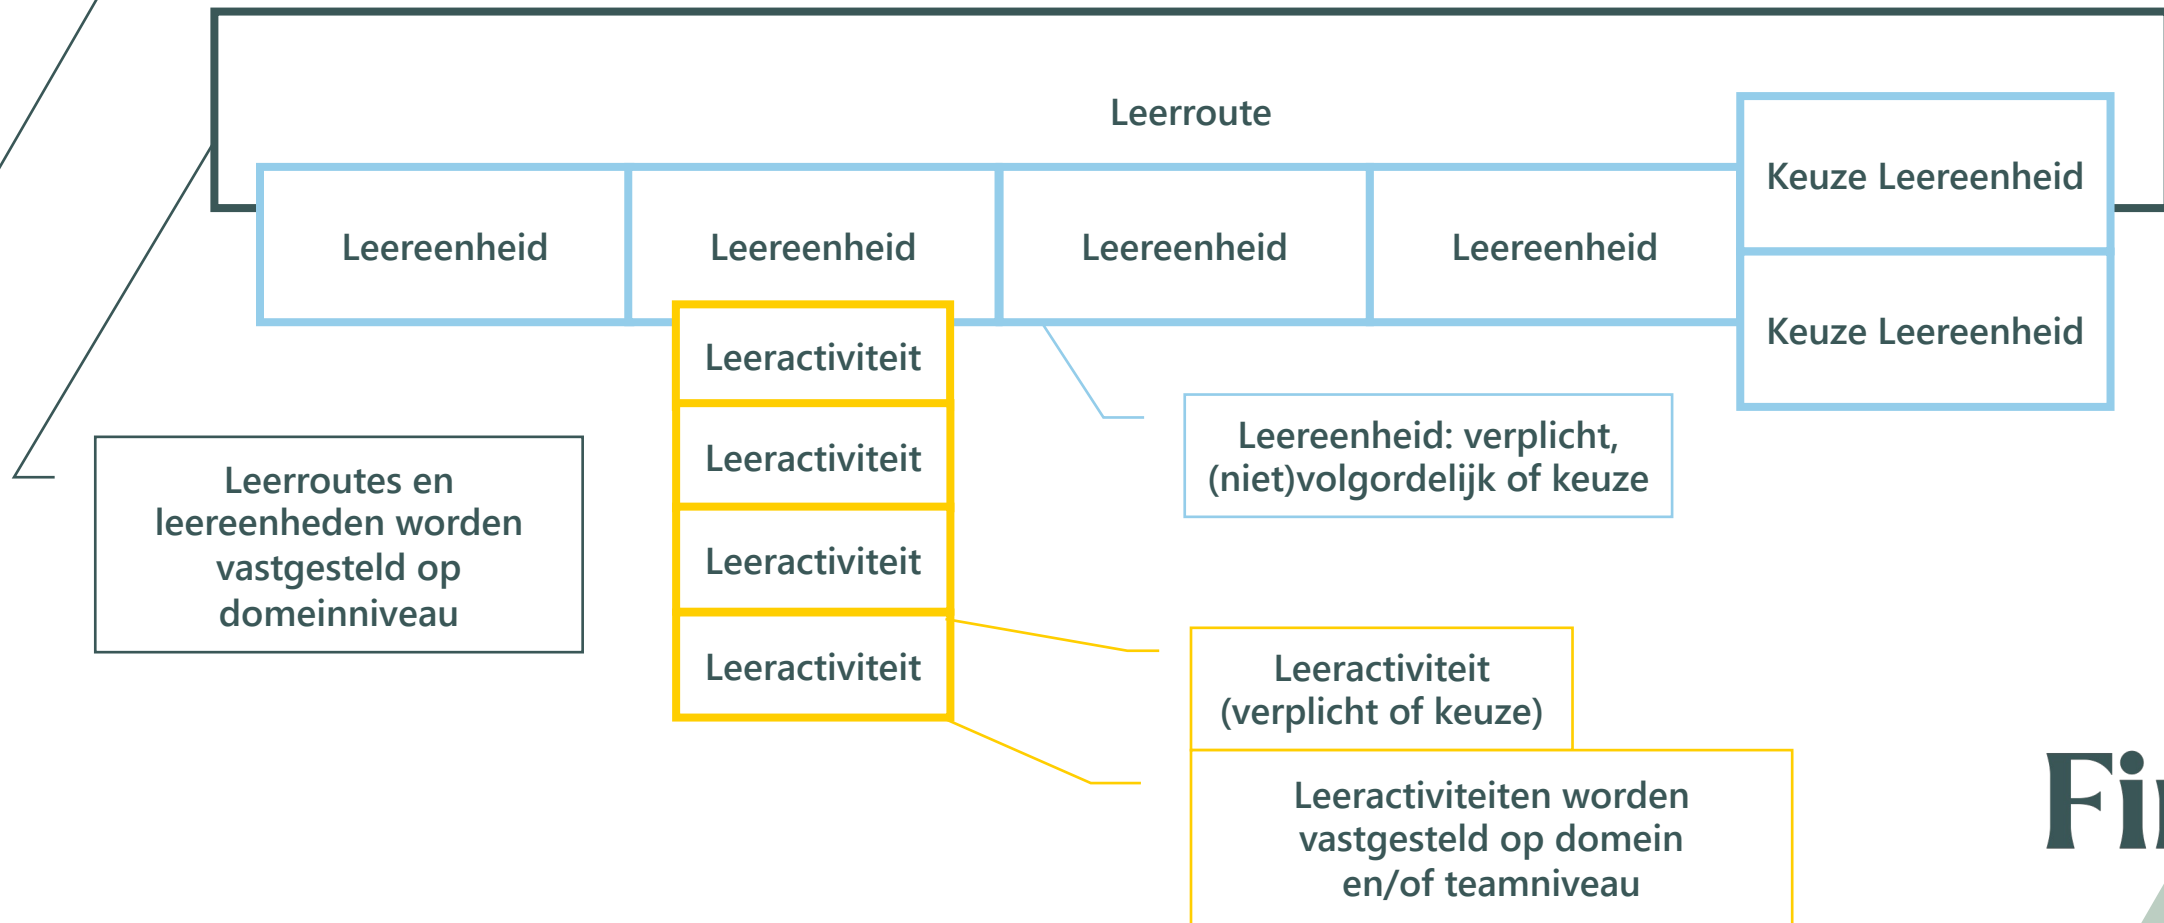 Leerroute
Keuze Leereenheid
Leereenheid
Leereenheid
Leereenheid
Leereenheid
Keuze Leereenheid
Leeractiviteit
Leeractiviteit
Leeractiviteit
Leeractiviteit
Leereenheid: verplicht,
(niet)volgordelijk of keuze
Leerroutes en
leereenheden worden
vastgesteld op
domeinniveau
Leeractiviteit
(verplicht of keuze)
Leeractiviteiten worden
vastgesteld op domein
en/of teamniveau